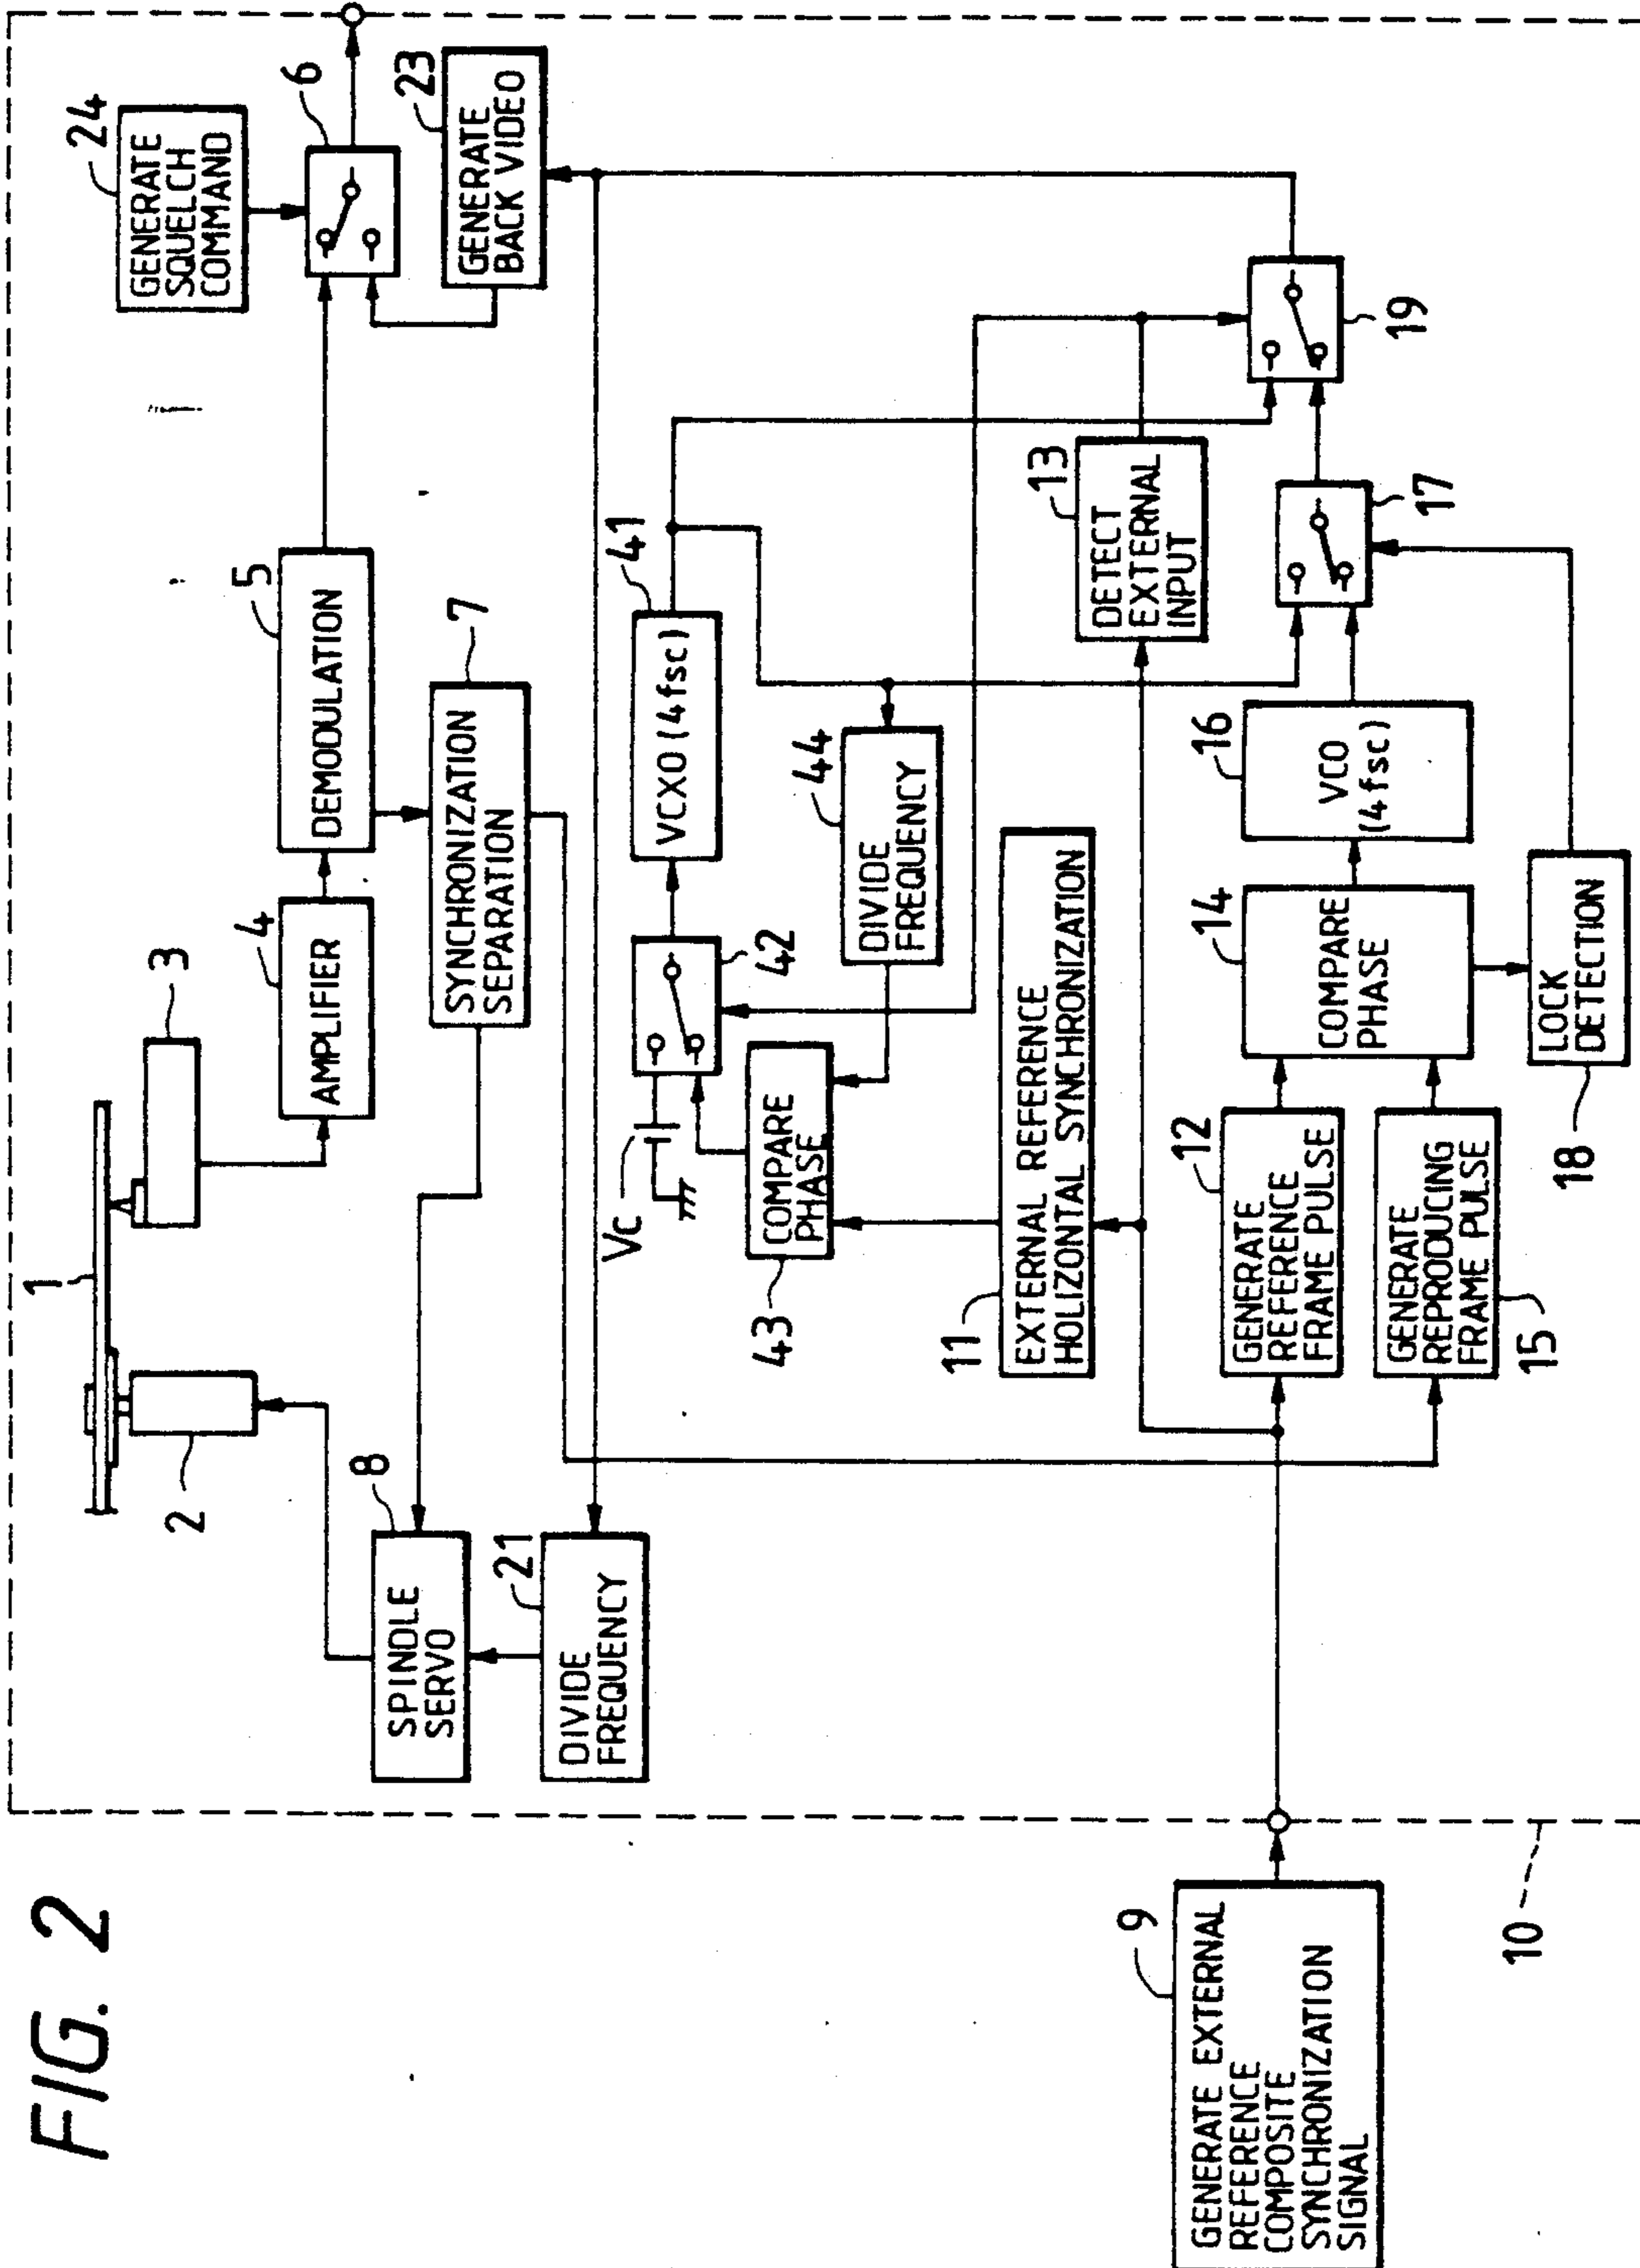 FIG. 2
1
2
3
4
AMPLIFIER
5
DEMODULATION
6
24
GENERATE
SQUELCH
COMMAND
23
GENERATE
BACK VIDEO
7
SYNCHRONIZATION
SEPARATION
8
SPINDLE
SERVO
21
DIVIDE
FREQUENCY
41
VCXO (4fsc)
42
Vc
43
COMPARE
PHASE
44
DIVIDE
FREQUENCY
11
EXTERNAL REFERENCE
HOLIZONTAL SYNCHRONIZATION
13
DETECT
EXTERNAL
INPUT
19
17
16
VCO
(4fsc)
14
COMPARE
PHASE
12
GENERATE
REFERENCE
FRAME PULSE
GENERATE
REPRODUCING
FRAME PULSE
15
LOCK
DETECTION
18
9
GENERATE EXTERNAL
REFERENCE
COMPOSITE
SYNCHRONIZATION
SIGNAL
10